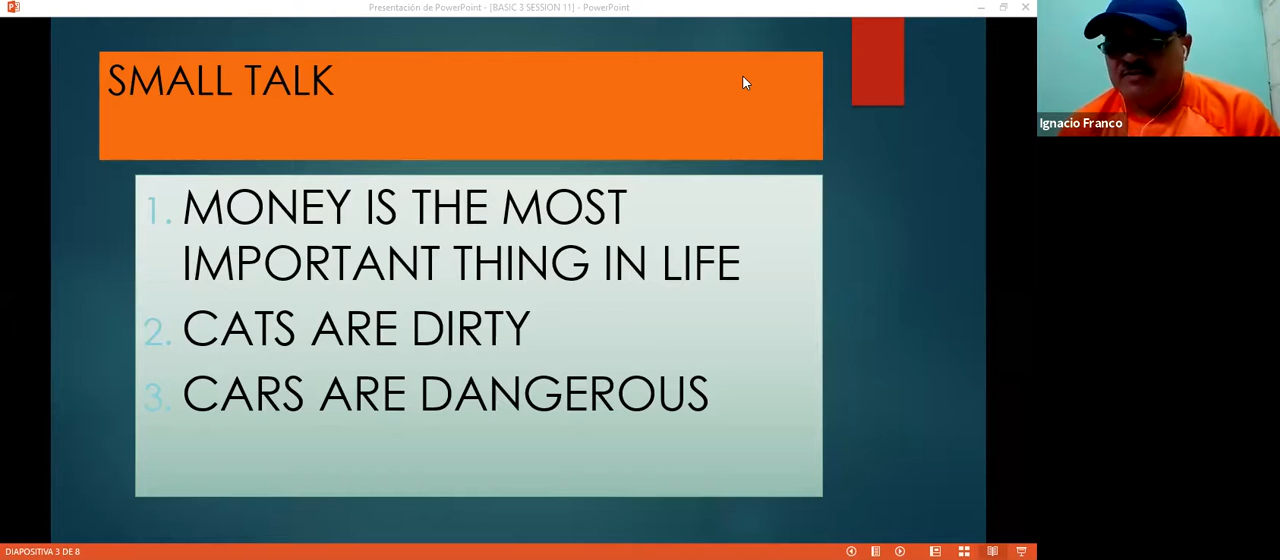 Presentación de PowerPoint - [BASIC 3 SESSION 11] - PowerPoint
SMALL TALK
Ignacio Franco
1. MONEY IS THE MOST
IMPORTANT THING IN LIFE
2. CATS ARE DIRTY
3. CARS ARE DANGEROUS
DIAPOSITIVA 3 DE 8